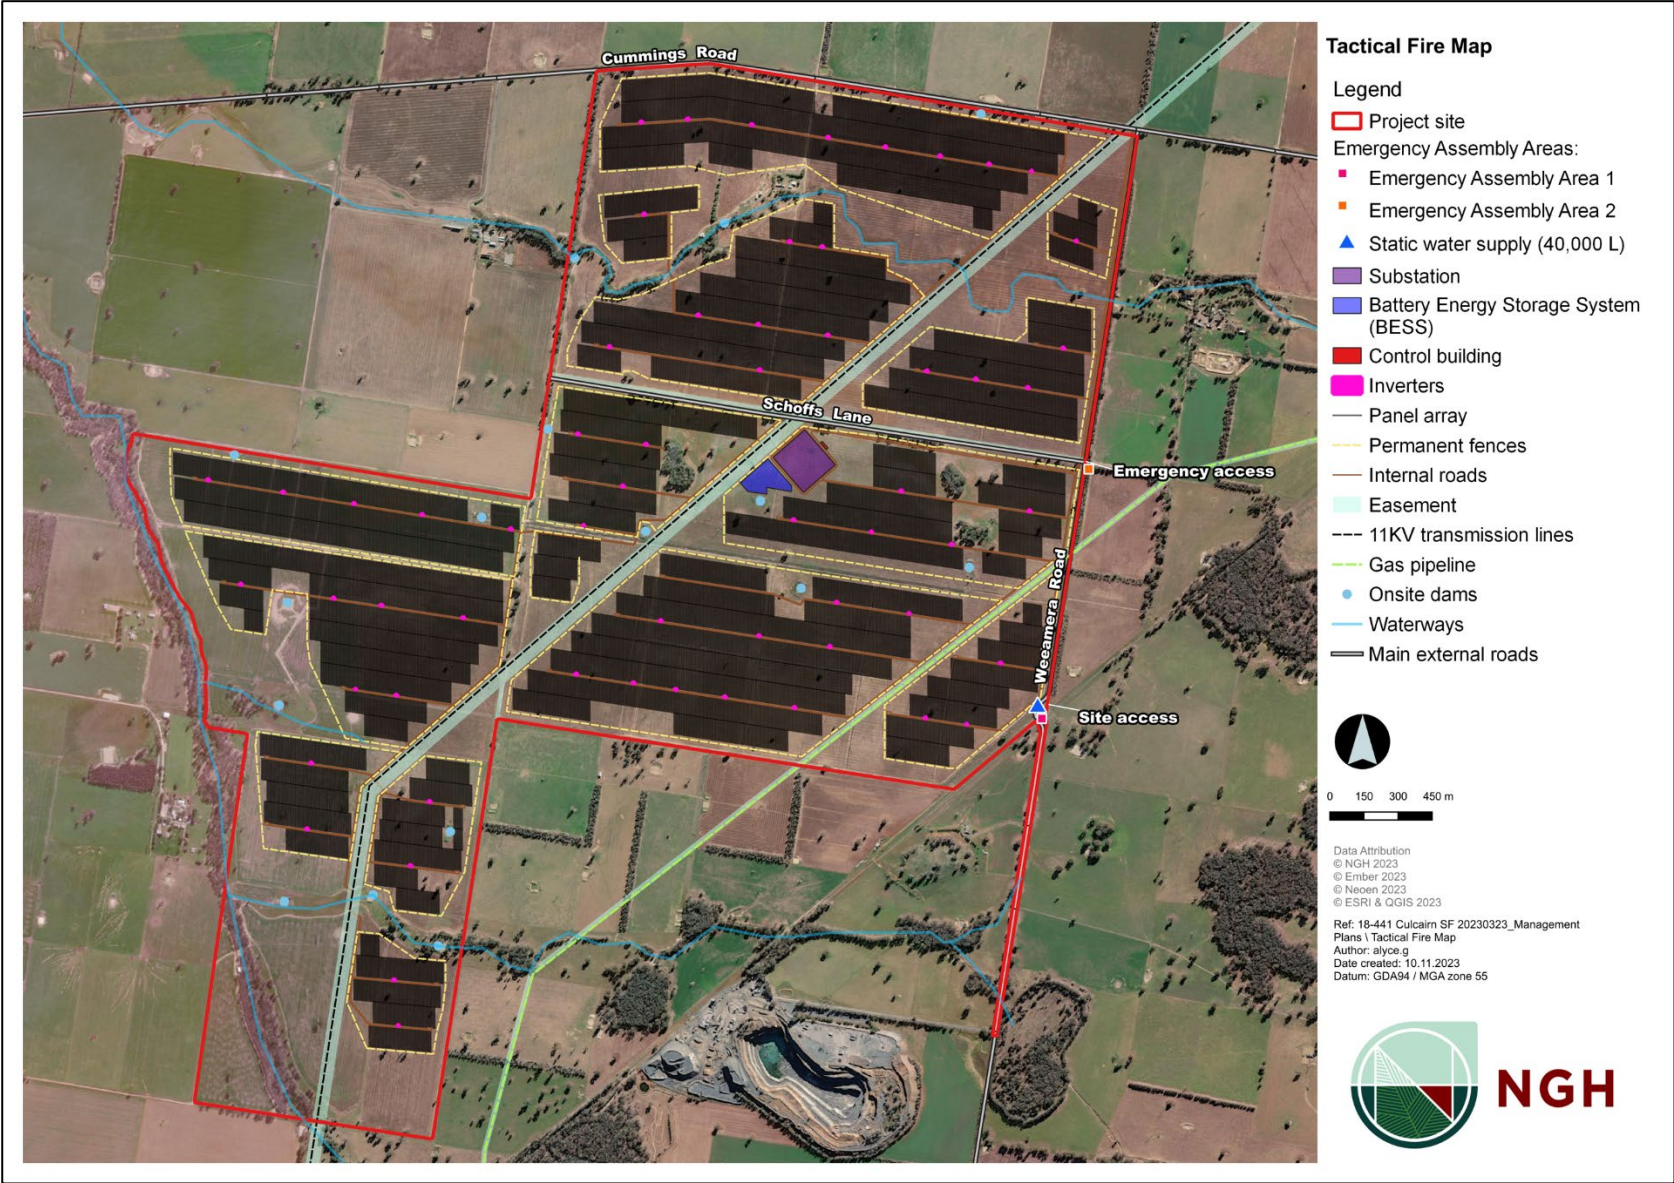 Tactical Fire Map
Legend
Project site
Emergency Assembly Areas:
Emergency Assembly Area 1
Emergency Assembly Area 2
Static water supply (40,000 L)
Substation
Battery Energy Storage System
(BESS)
Control building
Inverters
Panel array
Permanent fences
Internal roads
Easement
11KV transmission lines
Gas pipeline
Onsite dams
Waterways
Main external roads
0 150 300 450 m
Data Attribution
© NGH 2023
© Ember 2023
© Neoen 2023
© ESRI & QGIS 2023
Ref: 18-441 Culcairn SF 20230323_Management
Plans \ Tactical Fire Map
Author: alyce.g
Date created: 10.11.2023
Datum: GDA94 / MGA zone 55
NGH
Cummings Road
Schoffs Lane
Emergency access
Weeamera Road
Site access